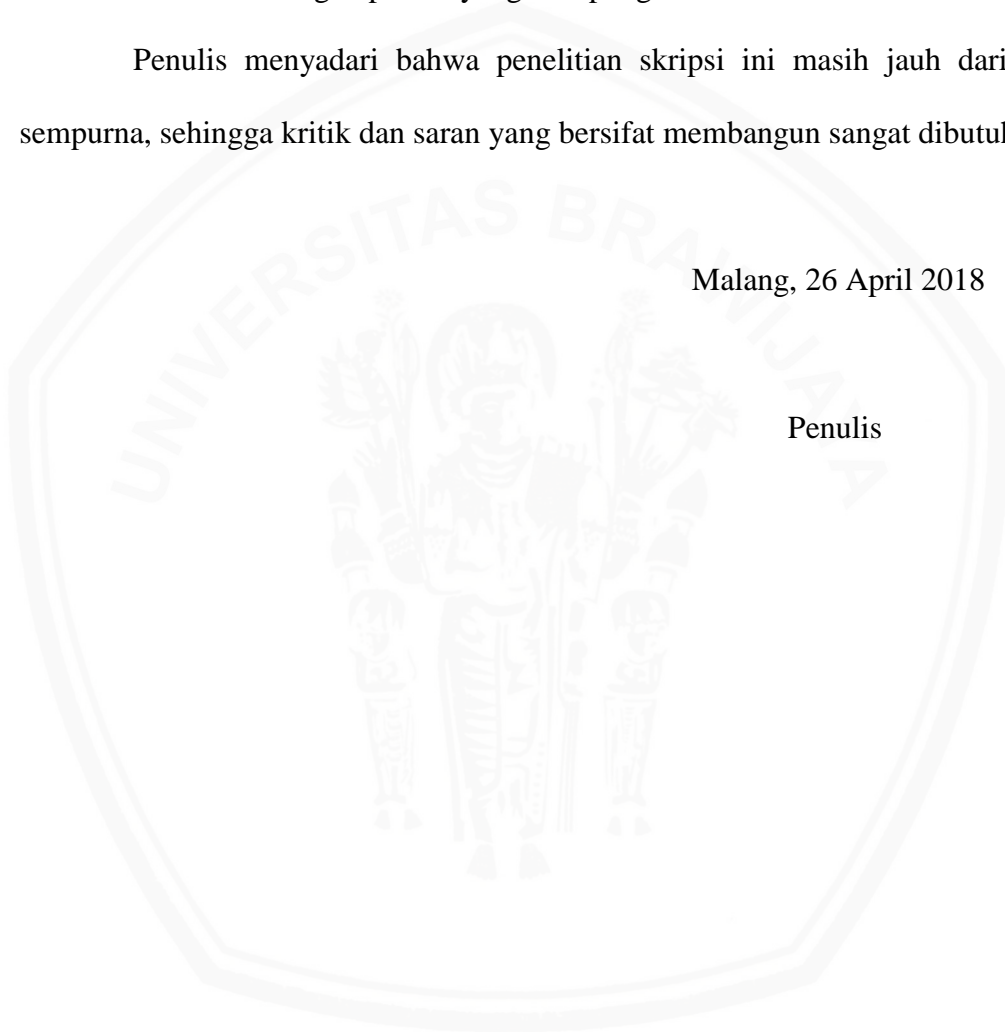 Penulis menyadari bahwa penelitian skripsi ini masih jauh dari
sempurna, sehingga kritik dan saran yang bersifat membangun sangat
Malang, 26 April 2018
Penulis
UNIVERSITAS BRAWIJAYA